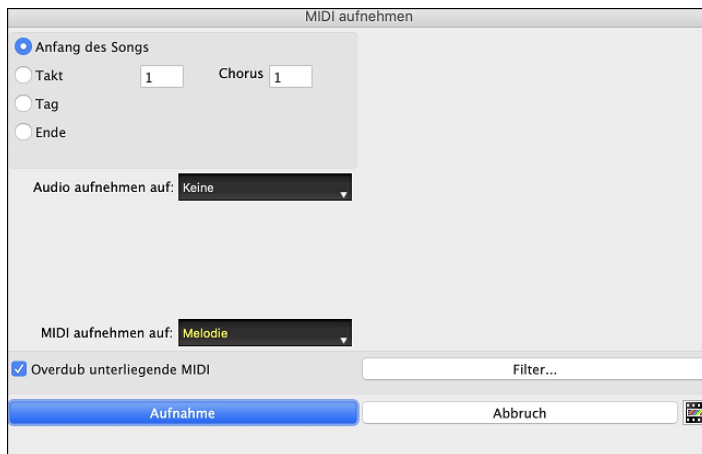 MIDI aufnehmen
Anfang des Songs
Takt 1 Chorus 1
Tag
Ende
Audio aufnehmen auf: Keine
MIDI aufnehmen auf: Melodie
Overdub unterliegende MIDI Filter...
Aufnahme Abbruch